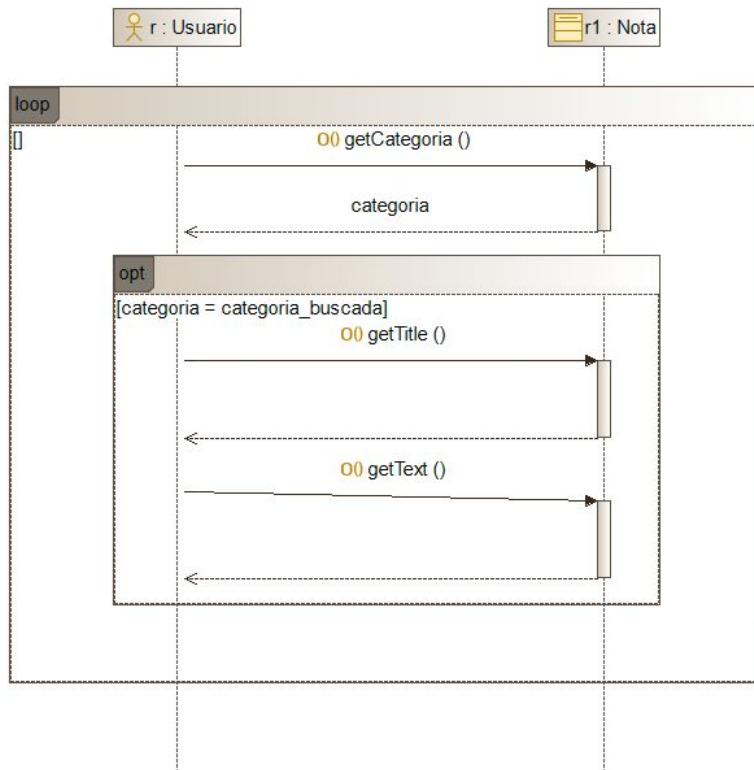 r : Usuario
r1 : Nota
loop
[]
O() getCategoria ()
categoria
opt
[categoria = categoria_buscada]
O() getTitle ()
O() getText ()